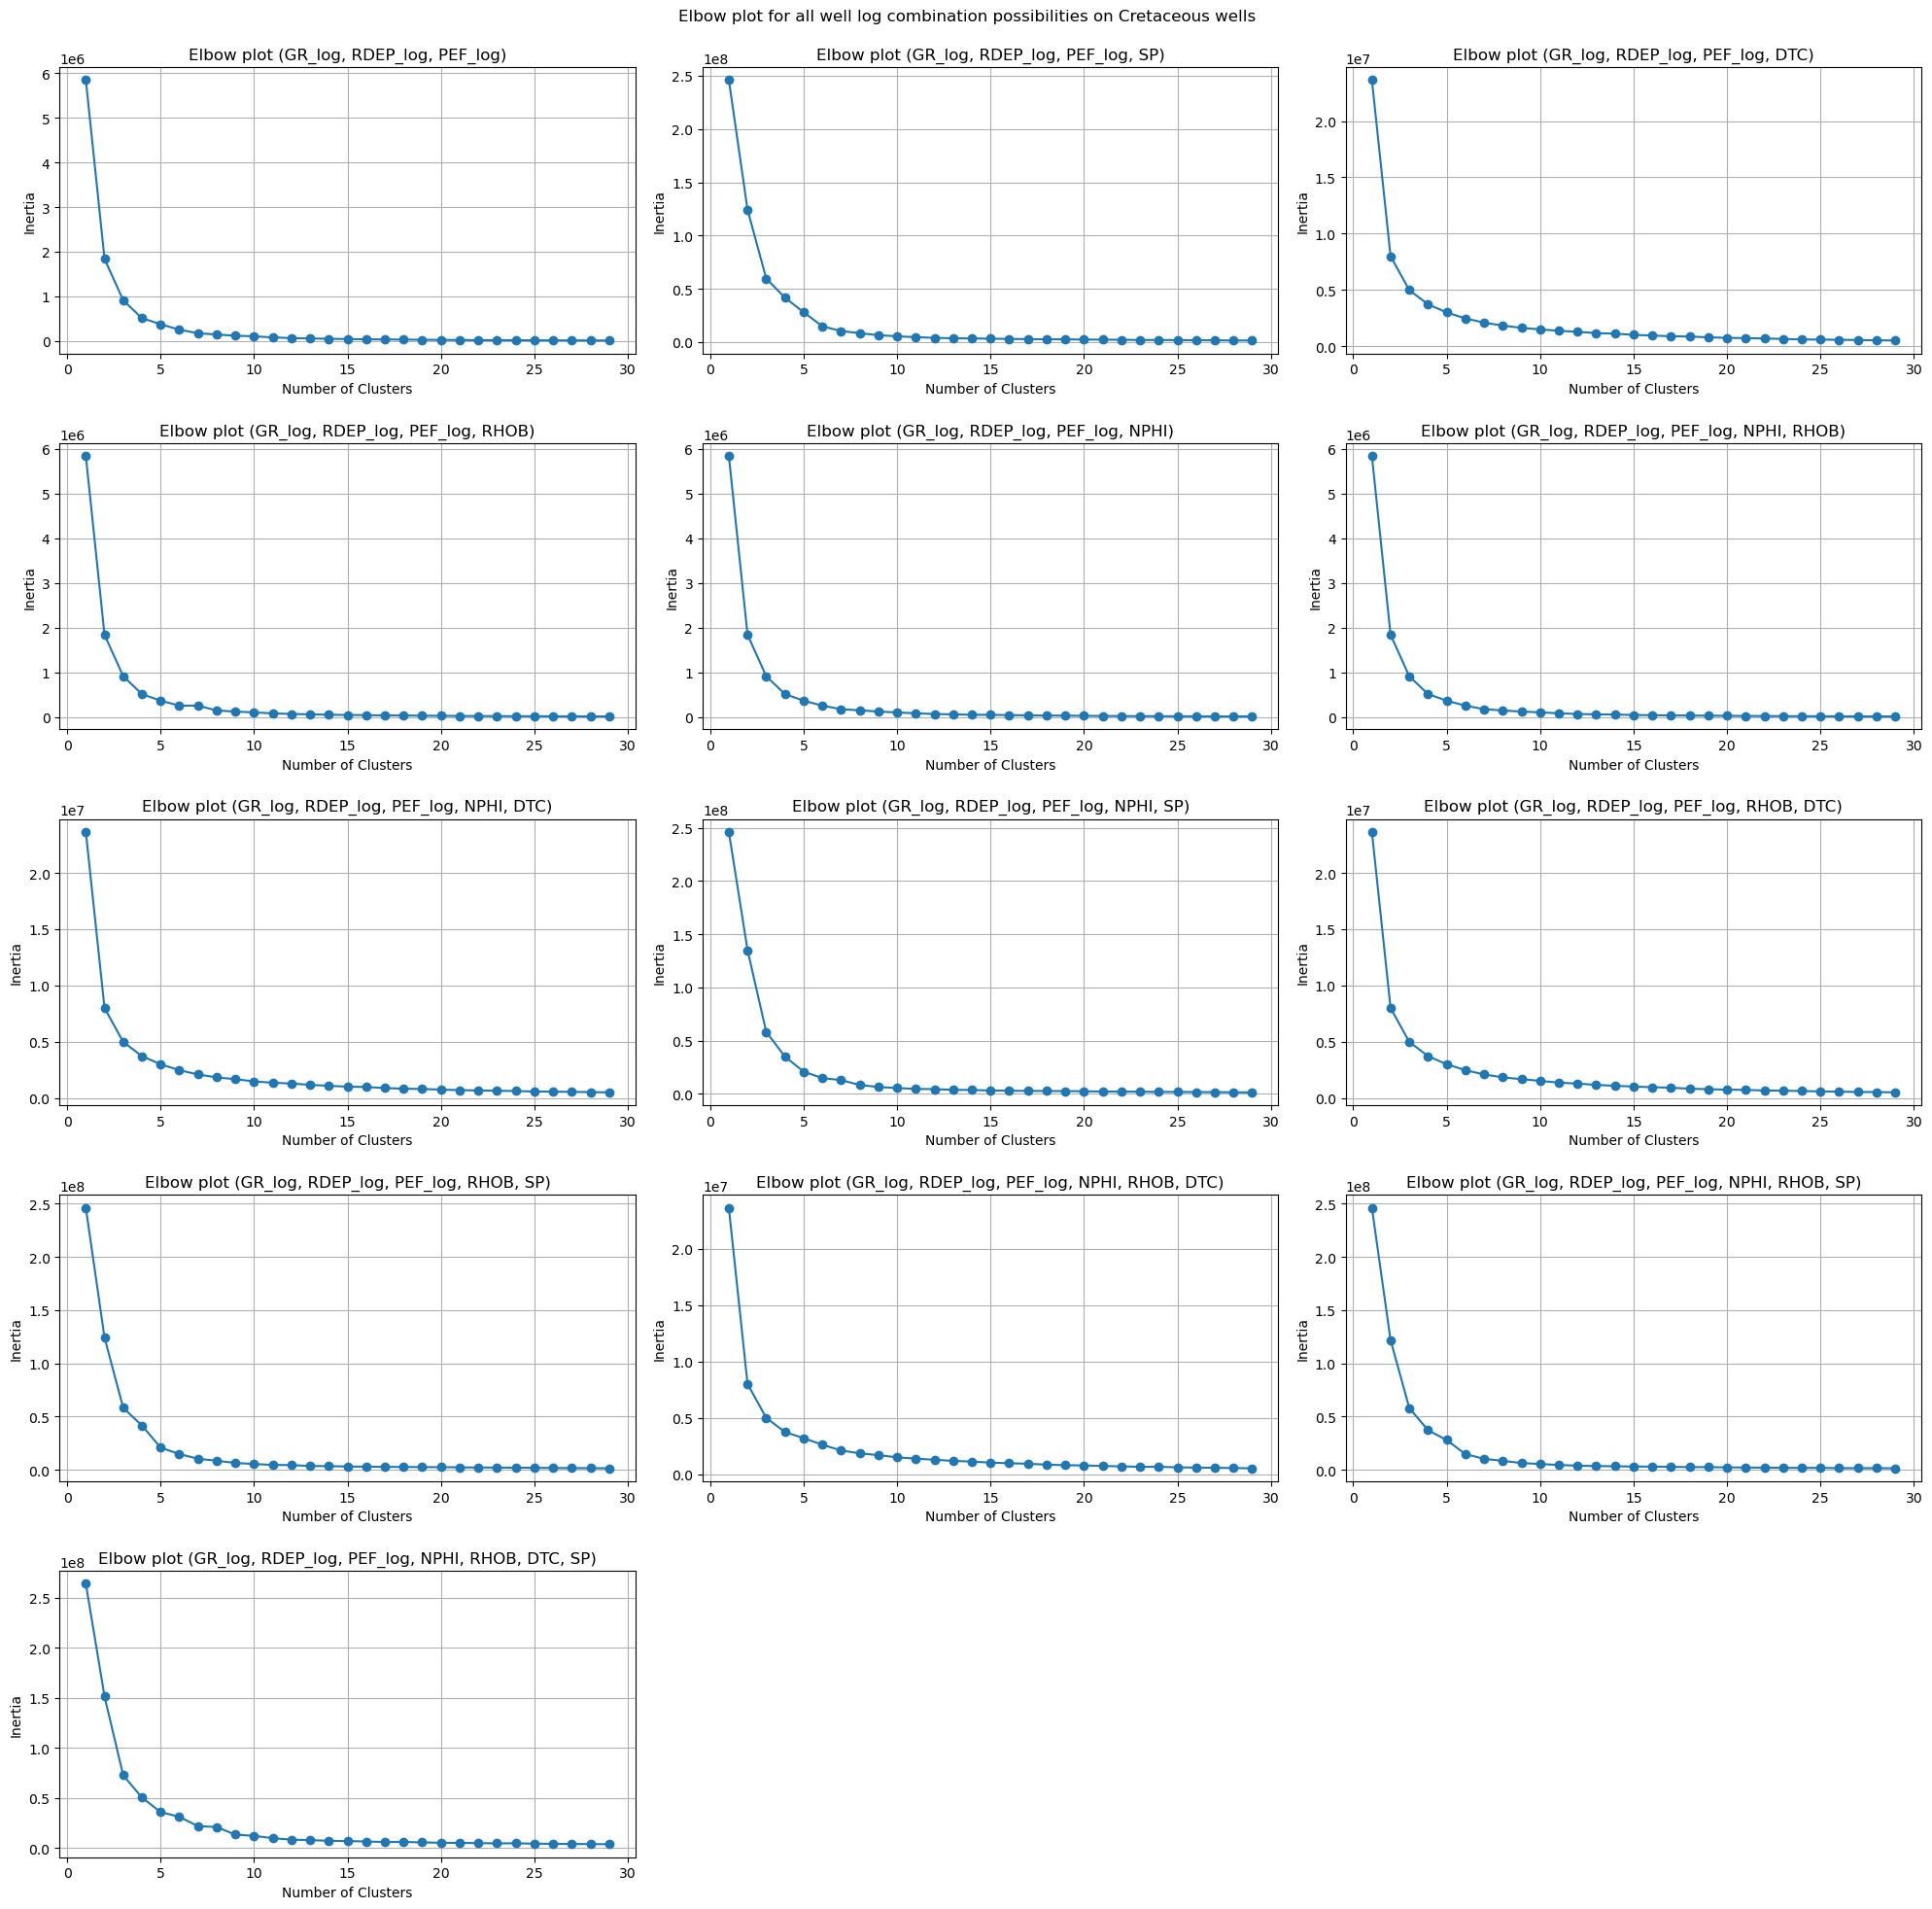 Elbow plot for all well log combination possibilities on Cretaceous wells
Elbow plot (GR_log, RDEP_log, PEF_log)
1e6
6
5
4
3
2
1
0
Inertia
0 5 10 15 20 25 30
Number of Clusters
Elbow plot (GR_log, RDEP_log, PEF_log, SP)
1e8
2.5
2.0
1.5
1.0
0.5
0.0
Inertia
0 5 10 15 20 25 30
Number of Clusters
Elbow plot (GR_log, RDEP_log, PEF_log, DTC)
1e7
2.0
1.5
1.0
0.5
0.0
Inertia
0 5 10 15 20 25 30
Number of Clusters
Elbow plot (GR_log, RDEP_log, PEF_log, RHOB)
1e6
6
5
4
3
2
1
0
Inertia
0 5 10 15 20 25 30
Number of Clusters
Elbow plot (GR_log, RDEP_log, PEF_log, NPHI)
1e6
6
5
4
3
2
1
0
Inertia
0 5 10 15 20 25 30
Number of Clusters
Elbow plot (GR_log, RDEP_log, PEF_log, NPHI, RHOB)
1e6
6
5
4
3
2
1
0
Inertia
0 5 10 15 20 25 30
Number of Clusters
Elbow plot (GR_log, RDEP_log, PEF_log, NPHI, DTC)
1e7
2.0
1.5
1.0
0.5
0.0
Inertia
0 5 10 15 20 25 30
Number of Clusters
Elbow plot (GR_log, RDEP_log, PEF_log, NPHI, SP)
1e8
2.5
2.0
1.5
1.0
0.5
0.0
Inertia
0 5 10 15 20 25 30
Number of Clusters
Elbow plot (GR_log, RDEP_log, PEF_log, RHOB, DTC)
1e7
2.0
1.5
1.0
0.5
0.0
Inertia
0 5 10 15 20 25 30
Number of Clusters
Elbow plot (GR_log, RDEP_log, PEF_log, RHOB, SP)
1e8
2.5
2.0
1.5
1.0
0.5
0.0
Inertia
0 5 10 15 20 25 30
Number of Clusters
Elbow plot (GR_log, RDEP_log, PEF_log, NPHI, RHOB, DTC)
1e7
2.0
1.5
1.0
0.5
0.0
Inertia
0 5 10 15 20 25 30
Number of Clusters
Elbow plot (GR_log, RDEP_log, PEF_log, NPHI, RHOB, SP)
1e8
2.5
2.0
1.5
1.0
0.5
0.0
Inertia
0 5 10 15 20 25 30
Number of Clusters
Elbow plot (GR_log, RDEP_log, PEF_log, NPHI, RHOB, DTC, SP)
1e8
2.5
2.0
1.5
1.0
0.5
0.0
Inertia
0 5 10 15 20 25 30
Number of Clusters